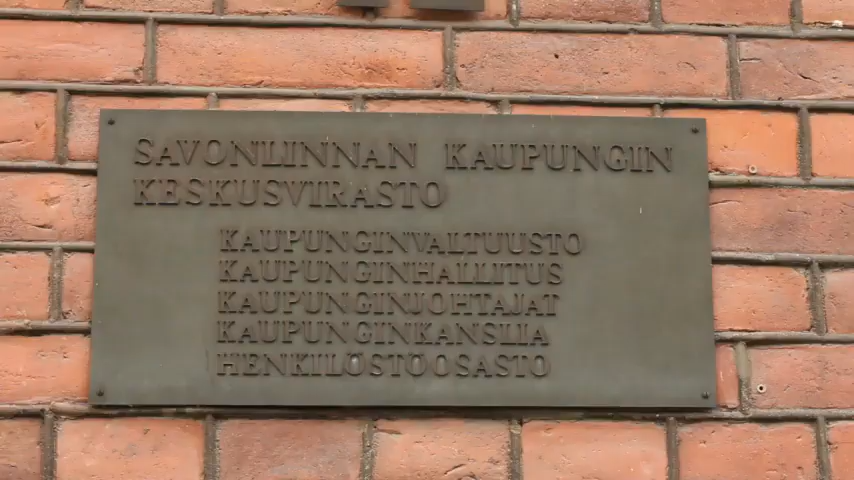 SAVONLINNAN KAUPUNGIN
KESKUSVIRASTO
KAUPUNGINVALTUUSTO
KAUPUNGINHALLITUS
KAUPUNGINJOHTAJAT
KAUPUNGINKANSLIA
HENKILÖSTÖOSASTO